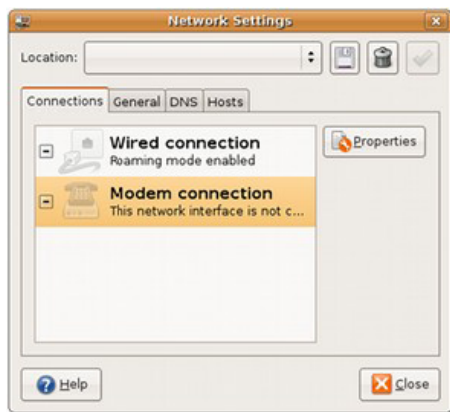 Network Settings
Location:
Connections General DNS Hosts
Wired connection
Roaming mode enabled
Properties
Modem connection
This network interface is not c...
Help
Close